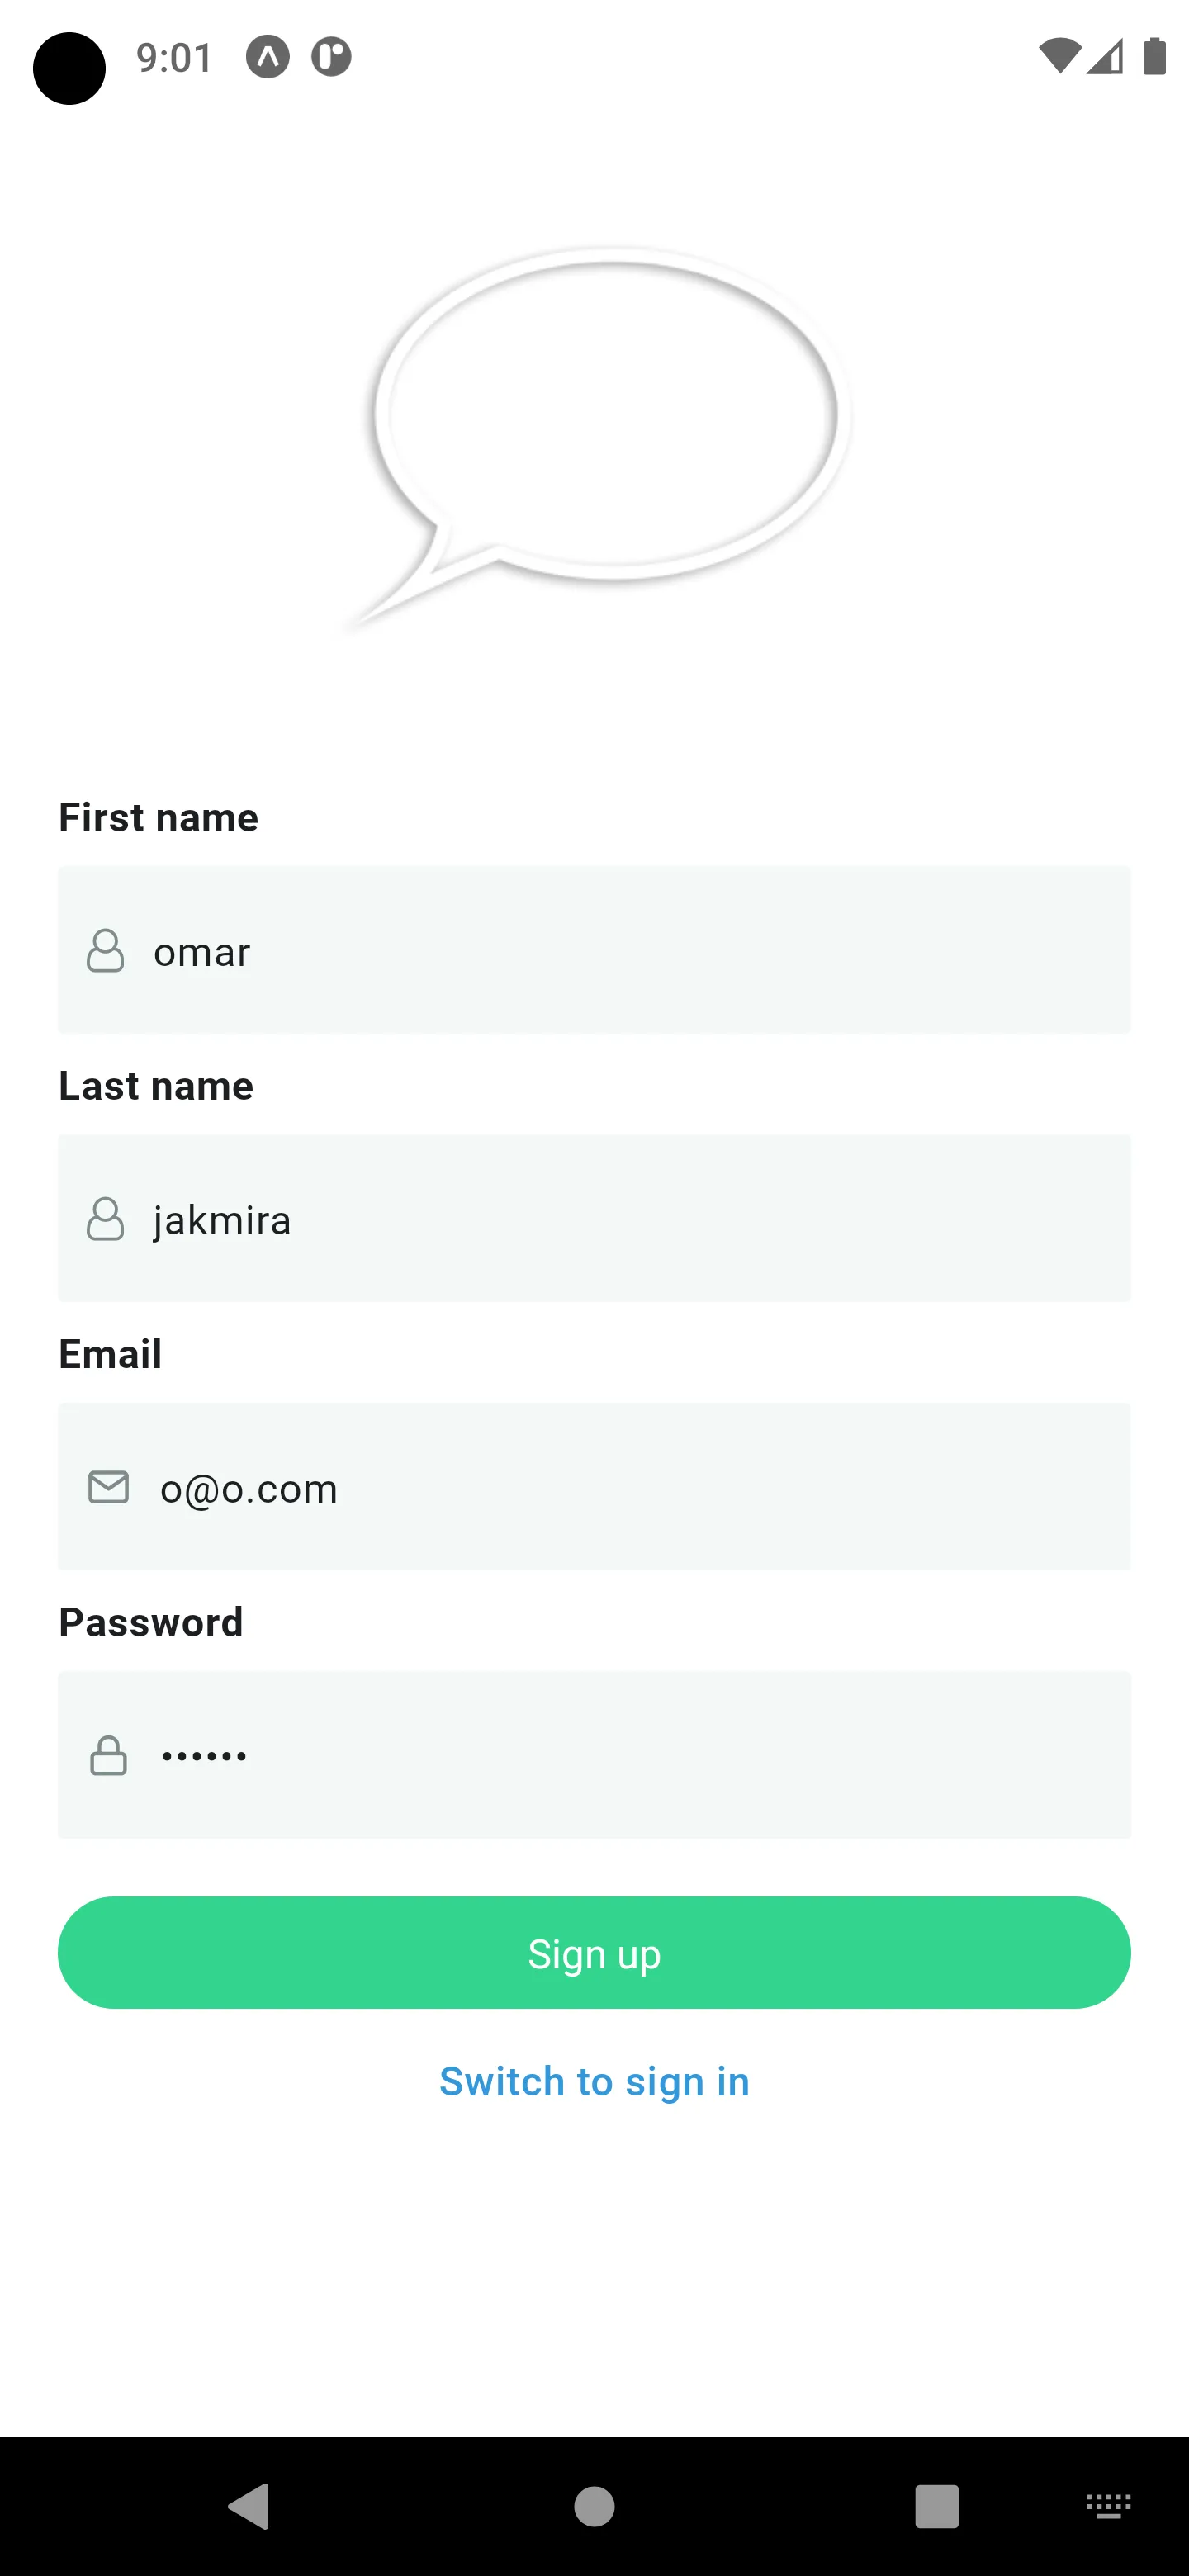 9:01
First name
omar
Last name
jakmira
Email
o@o.com
Password
••••••
Sign up
Switch to sign in